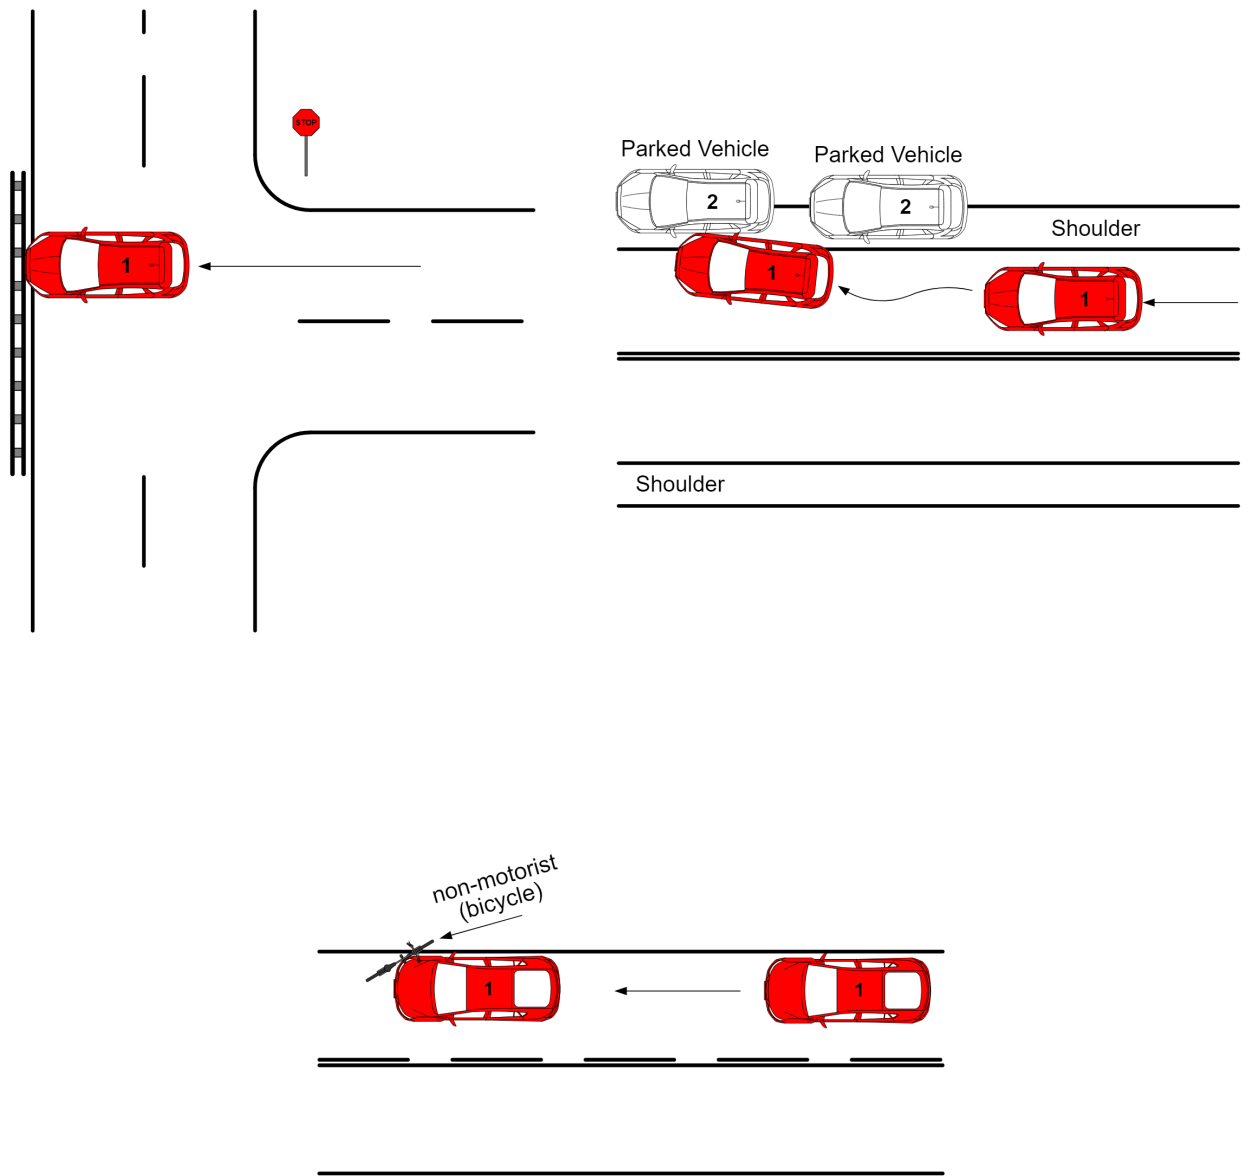 STOP
1
Parked Vehicle
Parked Vehicle
2
2
Shoulder
1
1
Shoulder
non-motorist
(bicycle)
1
1